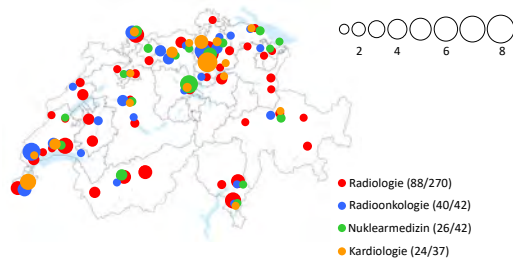 2 4 6 8
Radiologie (88/270)
Radioonkologie (40/42)
Nuklearmedizin (26/42)
Kardiologie (24/37)